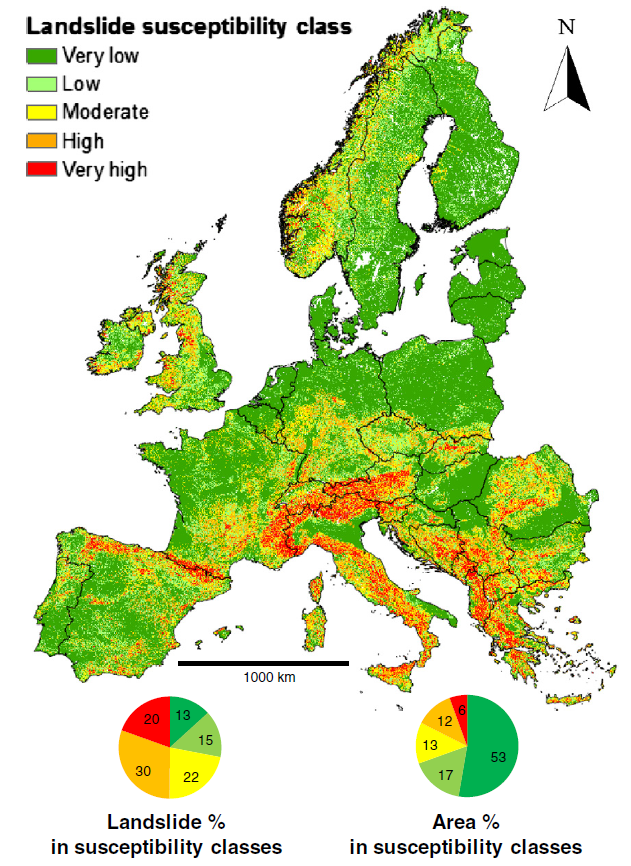 Landslide susceptibility class
Very low
Low
Moderate
High
Very high
N
1000 km
20
13
15
22
30
6
12
13
17
53
Landslide %
in susceptibility classes
Area %
in susceptibility classes